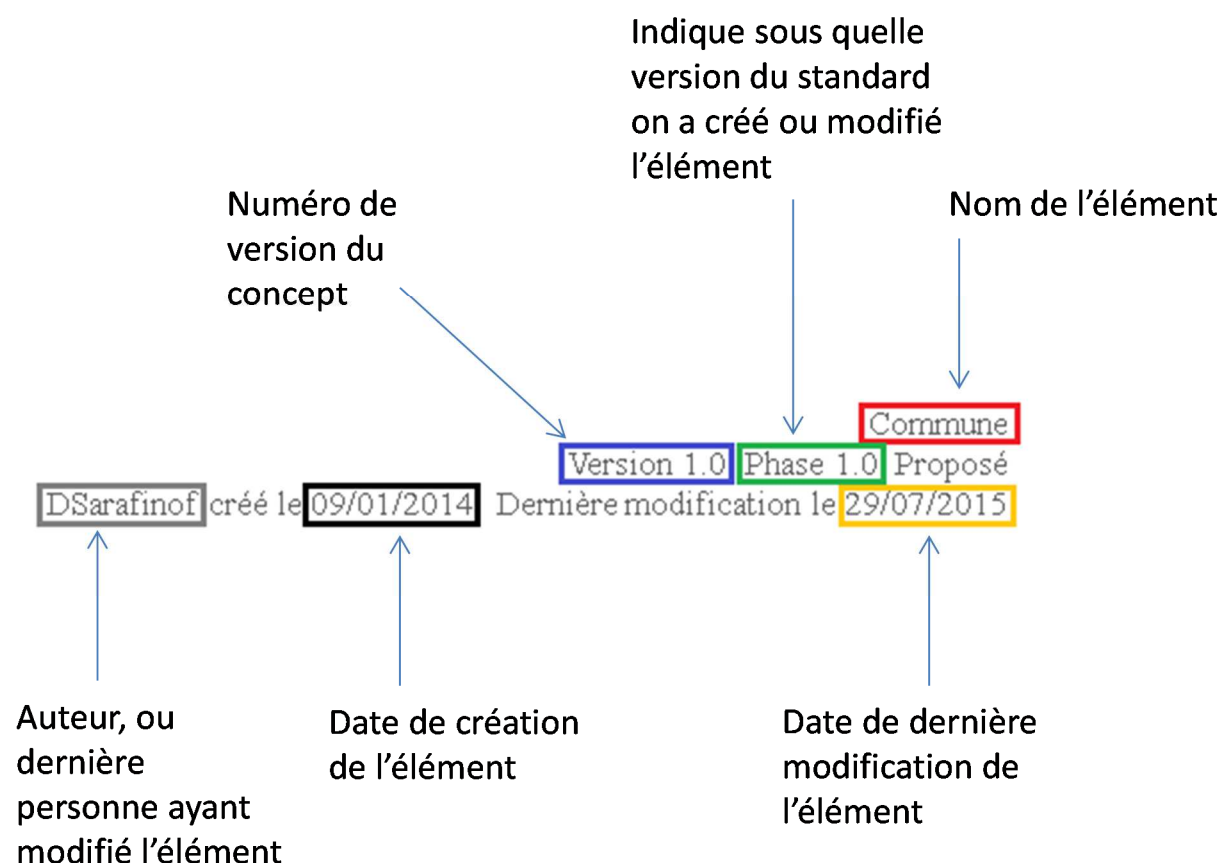 Indique sous quelle
version du standard
on a créé ou modifié
l'élément
Numéro de
version du
concept
Nom de l'élément
Commune
Version 1.0 Phase 1.0 Proposé
DSarafinof créé le 09/01/2014 Dernière modification le 29/07/2015
Auteur, ou
dernière
personne ayant
modifié l'élément
Date de création
de l'élément
Date de dernière
modification de
l'élément